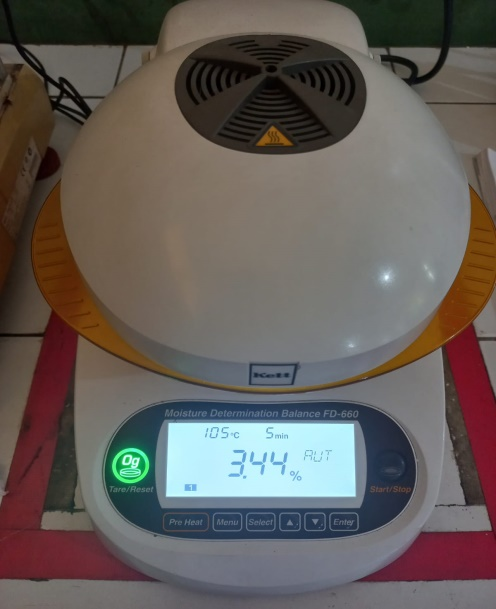 Kett
Moisture Determination Balance FD-660
105°C 5min
3.44% AUT
1
0g
Tare/Reset
Start/Stop
Pre Heat Menu Select ▲ ▼ Enter